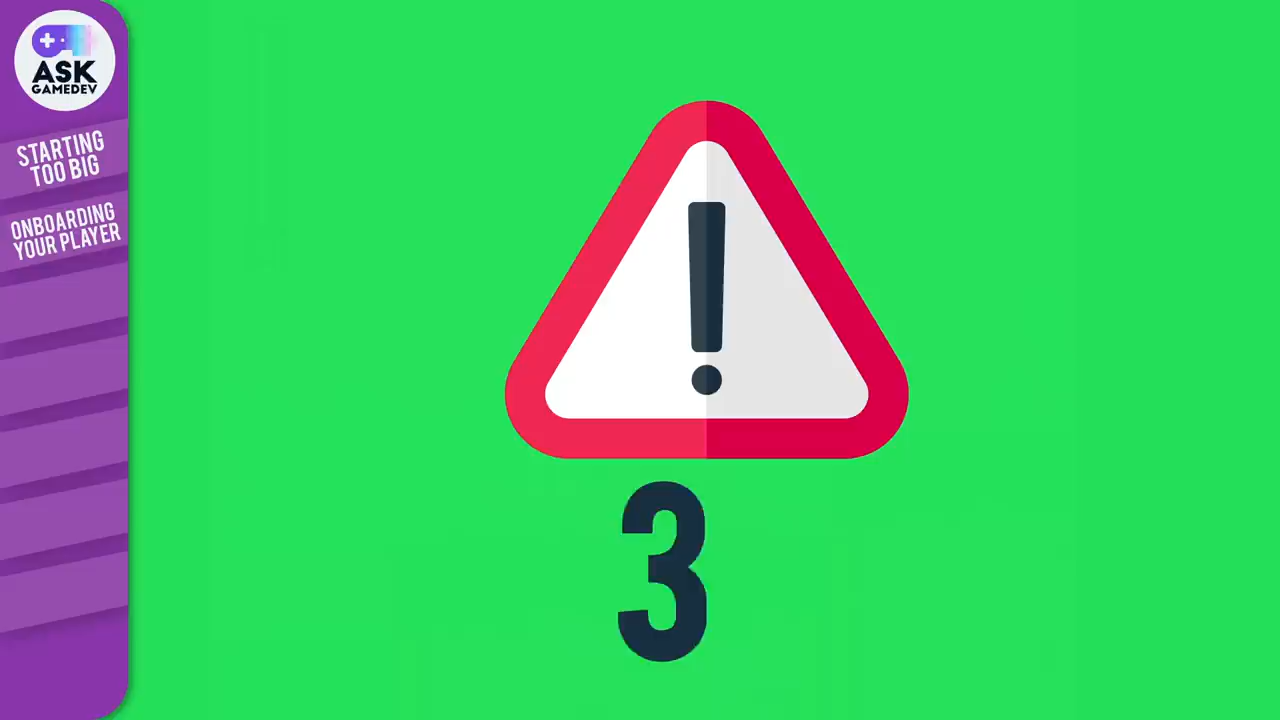 ASK
GAMEDEV
STARTING
TOO BIG
ONBOARDING
YOUR PLAYER
!
3